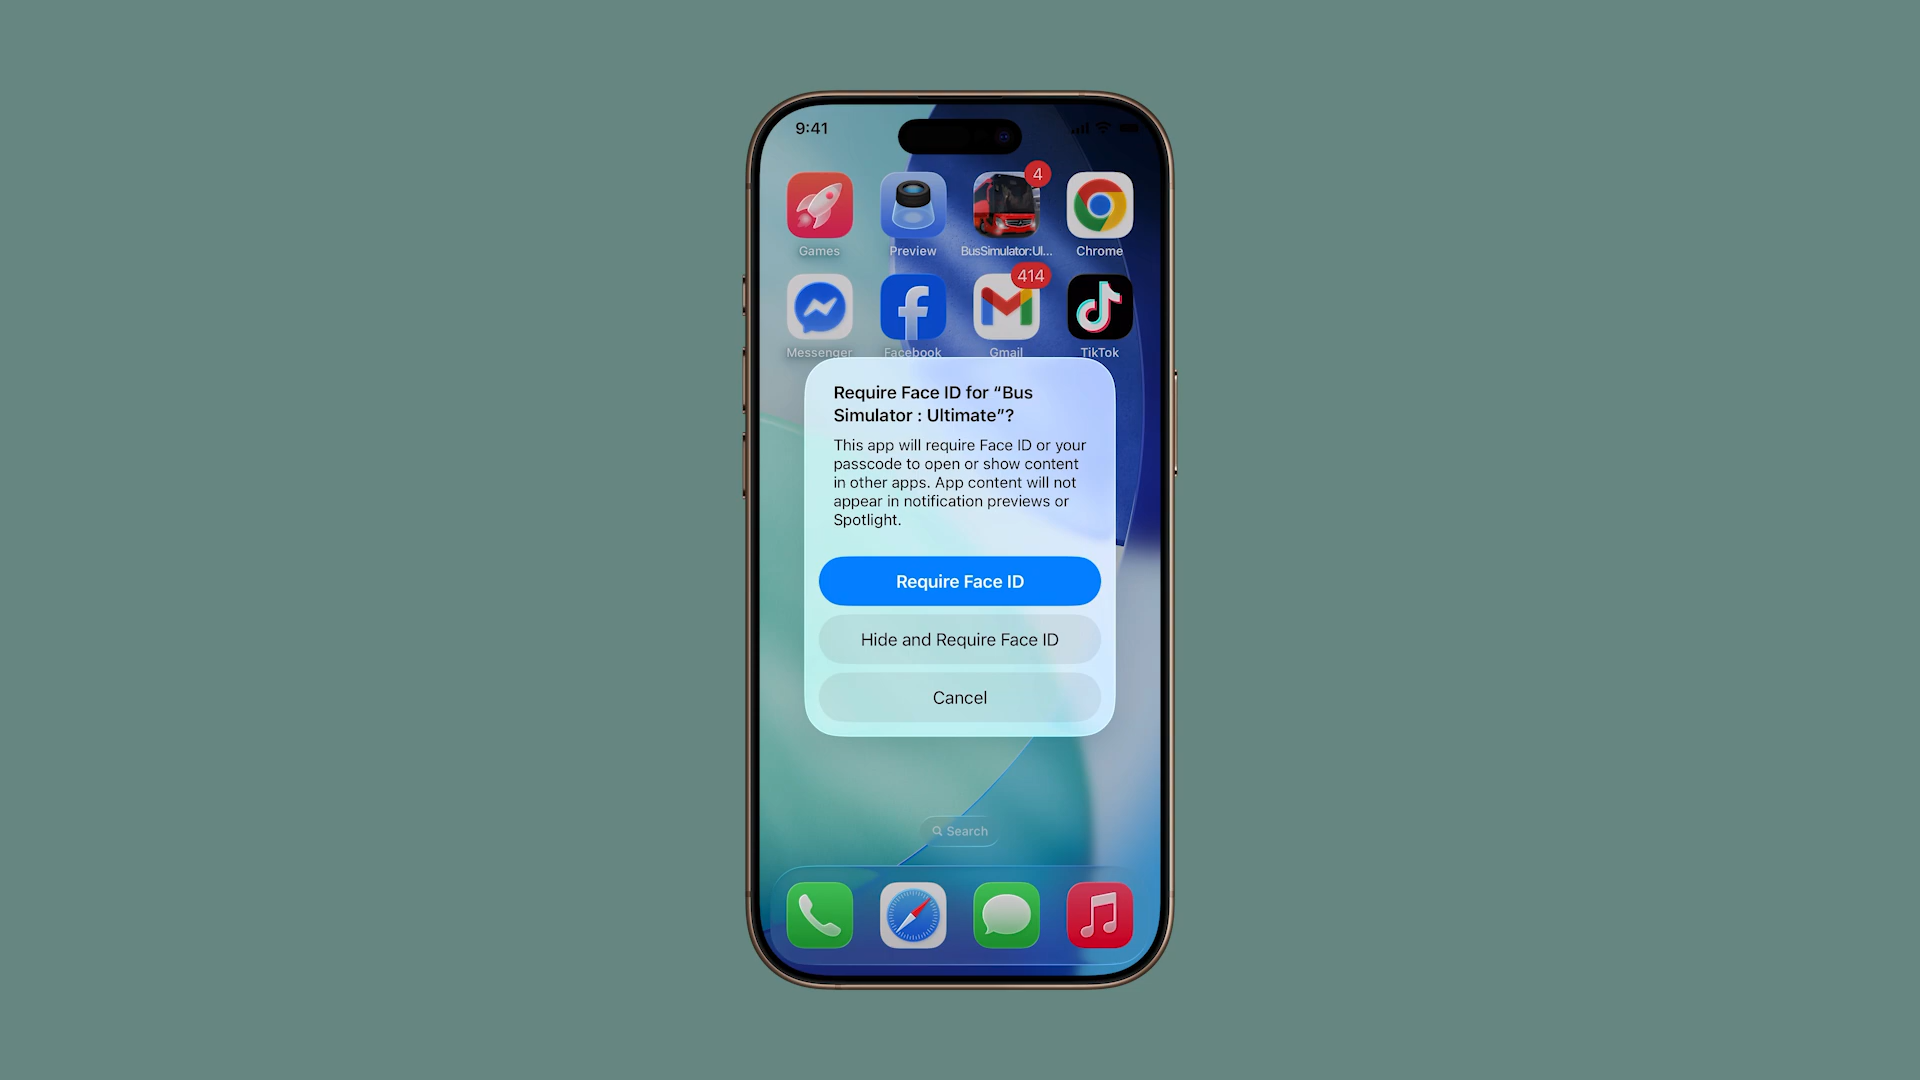 9:41
4
Games Preview BusSimulator:Ul... Chrome
414
Messenger Facebook Gmail TikTok
Require Face ID for “Bus
Simulator : Ultimate”?
This app will require Face ID or your
passcode to open or show content
in other apps. App content will not
appear in notification previews or
Spotlight.
Require Face ID
Hide and Require Face ID
Cancel
Search